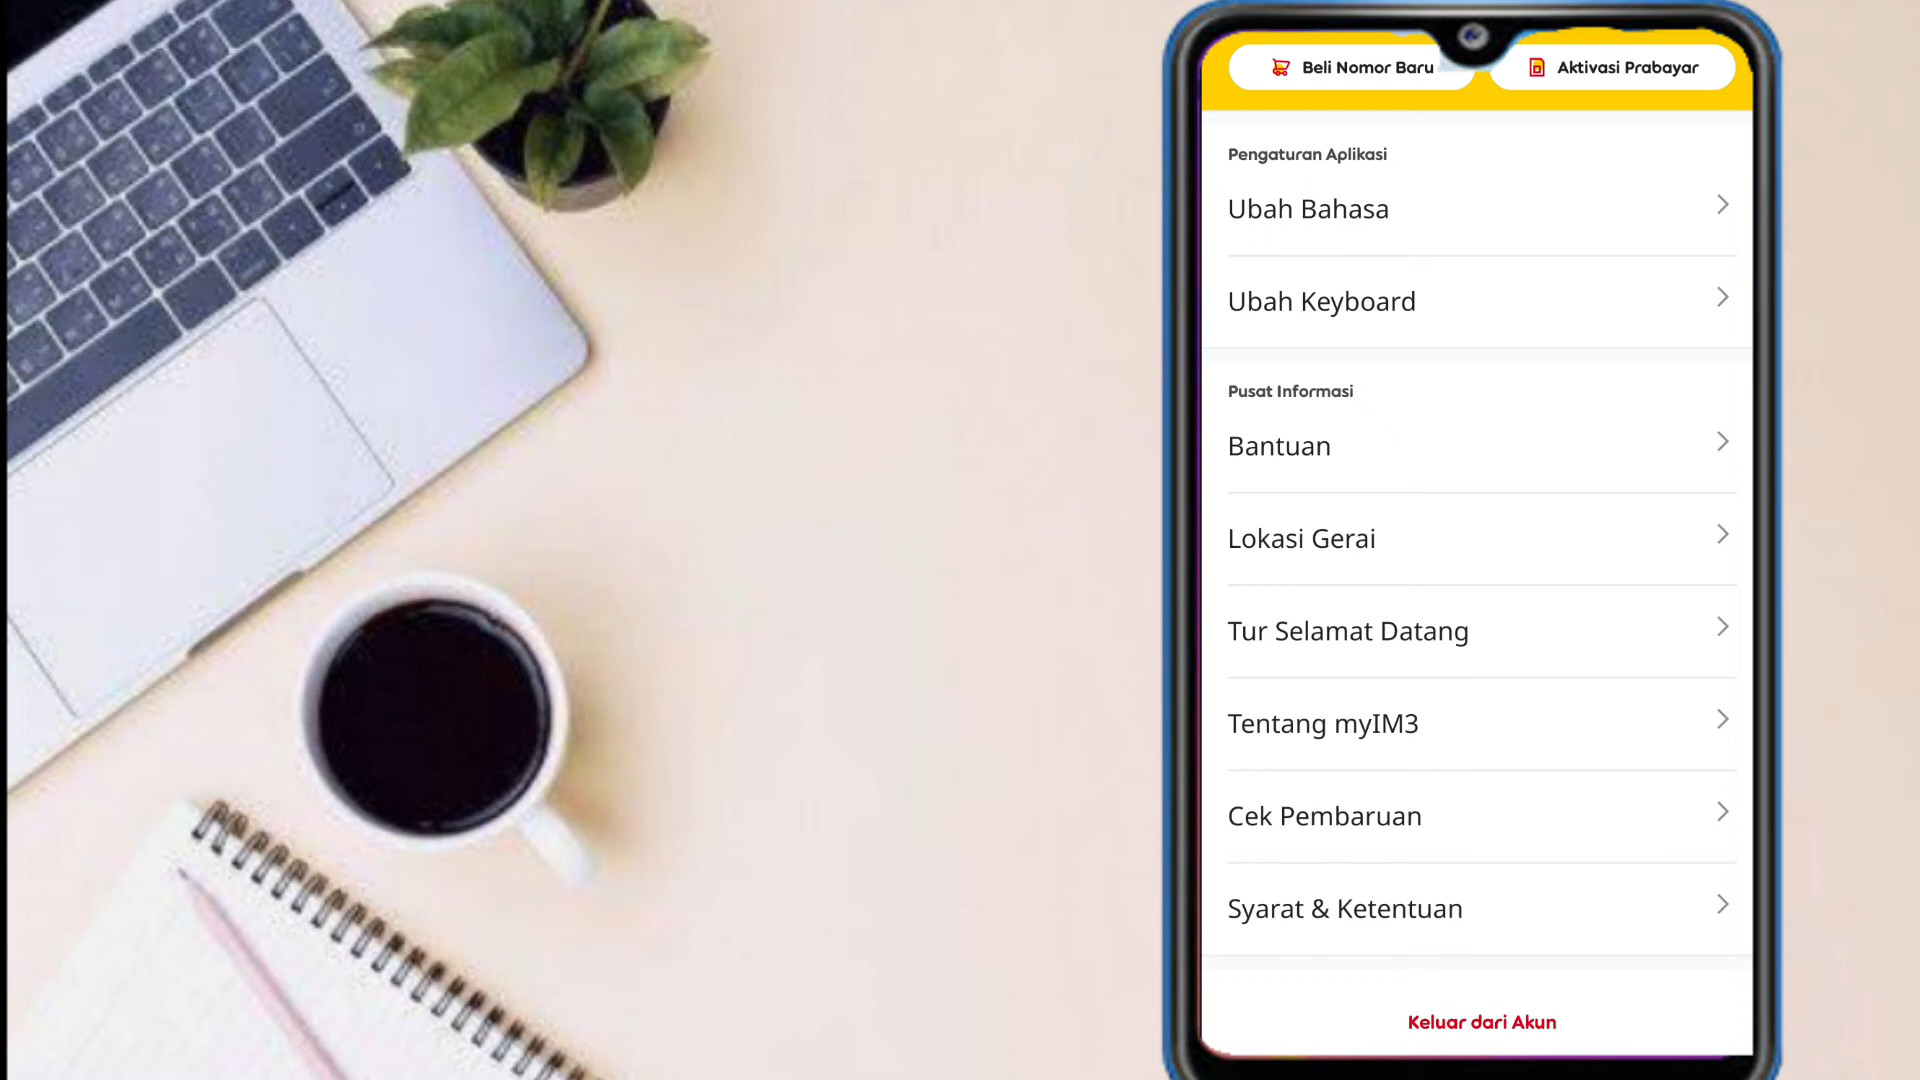 Beli Nomor Baru
Aktivasi Prabayar
Pengaturan Aplikasi
Ubah Bahasa
Ubah Keyboard
Pusat Informasi
Bantuan
Lokasi Gerai
Tur Selamat Datang
Tentang myIM3
Cek Pembaruan
Syarat & Ketentuan
Keluar dari Akun